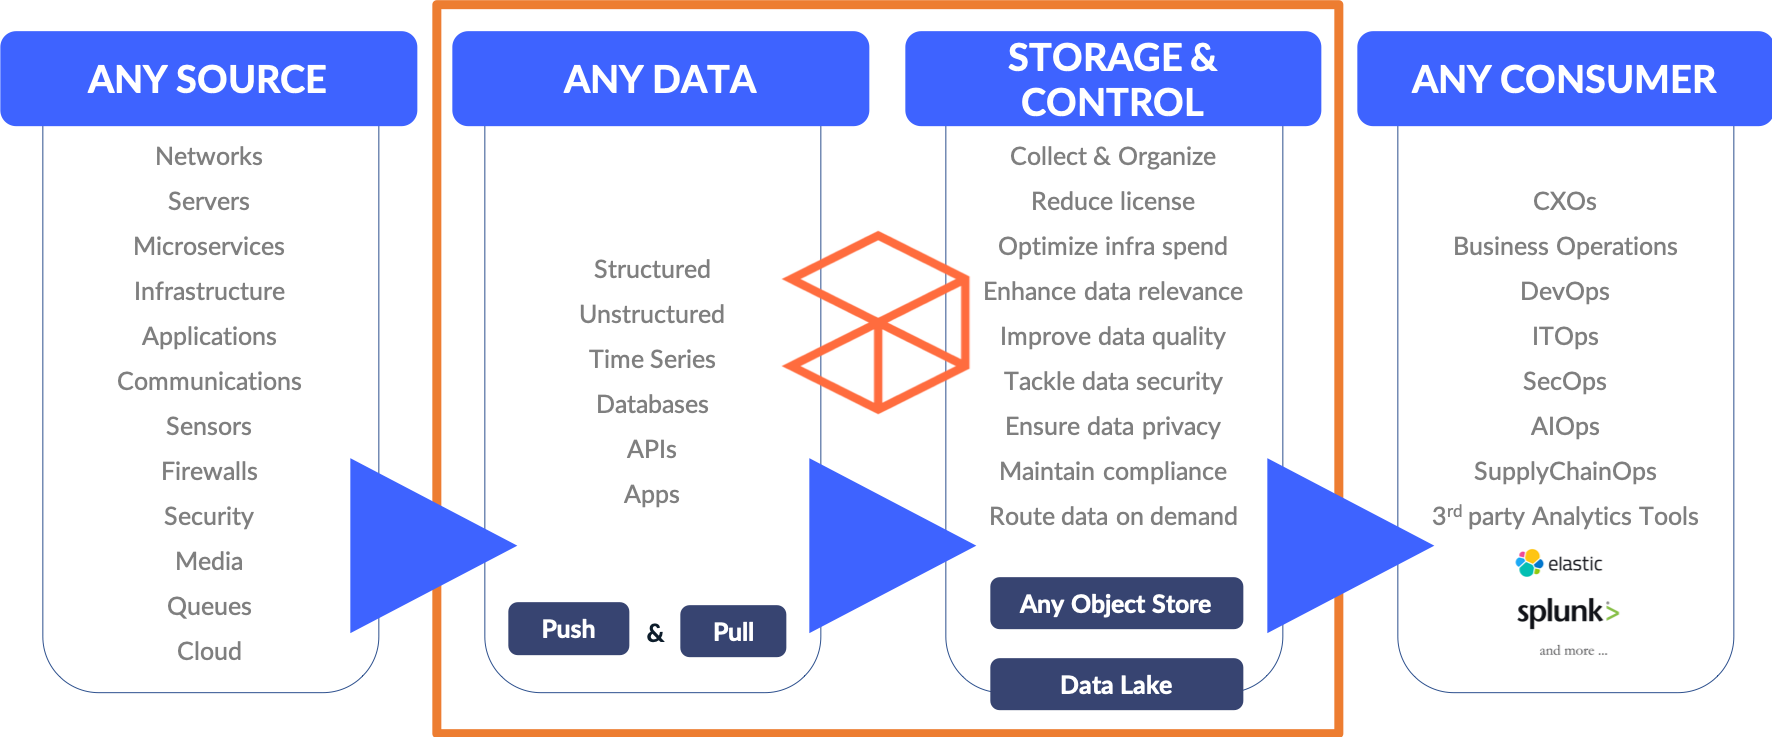 ANY SOURCE
Networks
Servers
Microservices
Infrastructure
Applications
Communications
Sensors
Firewalls
Security
Media
Queues
Cloud
ANY DATA
Structured
Unstructured
Time Series
Databases
APIs
Apps
Push & Pull
STORAGE &
CONTROL
Collect & Organize
Reduce license
Optimize infra spend
Enhance data relevance
Improve data quality
Tackle data security
Ensure data privacy
Maintain compliance
Route data on demand
Any Object Store
Data Lake
ANY CONSUMER
CXOs
Business Operations
DevOps
ITOps
SecOps
AIOps
SupplyChainOps
3rd party Analytics Tools
elastic
splunk>
and more ...